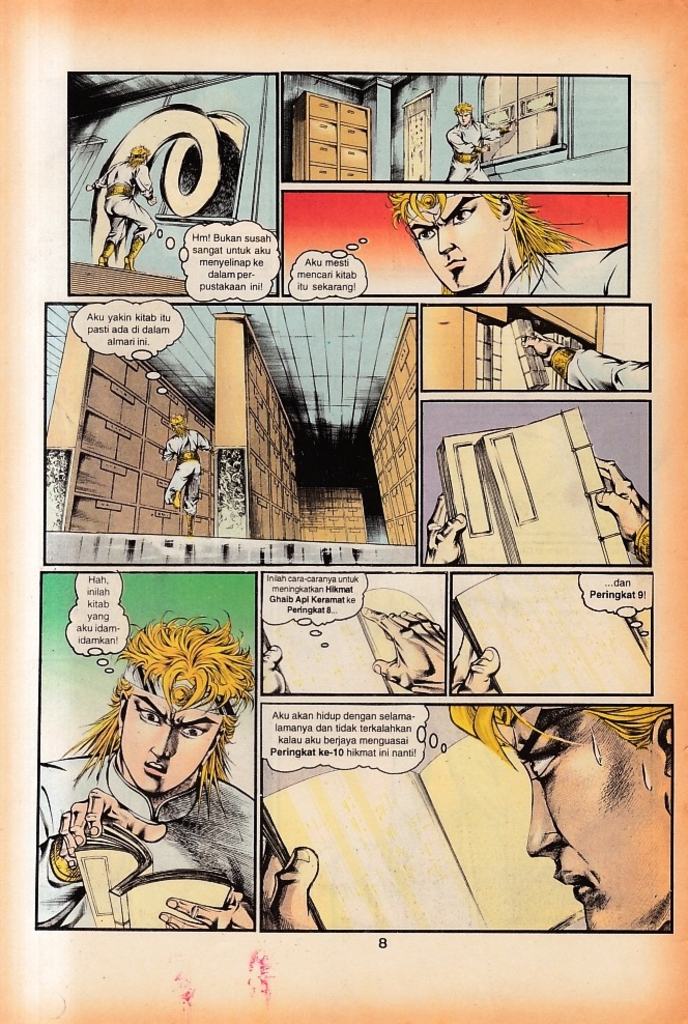 Hm! Bukan susah
sangat untuk aku
menyelinap ke
dalam per-
pustakaan ini!
Aku mesti
mencari kitab
itu sekarang!
Aku yakin kitab itu
pasti ada di dalam
almari ini.
Hah,
inilah
kitab
yang
aku idam-
idamkan!
Inilah cara-caranya untuk
meningkatkan Hikmat
Ghaib Api Keramat ke
Peringkat 8...
...dan
Peringkat 9!
Aku akan hidup dengan selama-
lamanya dan tidak terkalahkan
kalau aku berjaya menguasai
Peringkat ke-10 hikmat ini nanti!
8